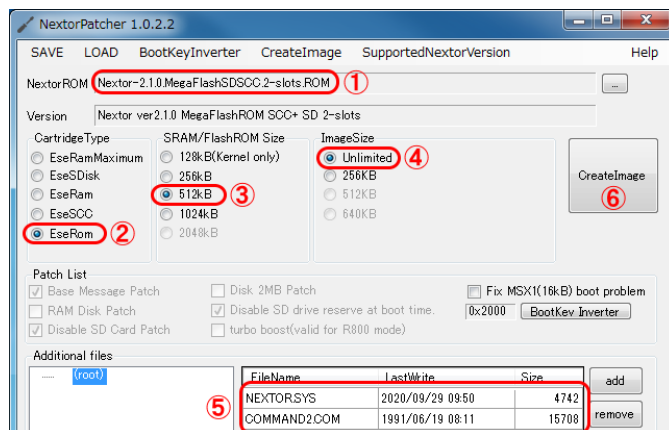 NextorPatcher 1.0.2.2
SAVE LOAD BootKeyInverter CreateImage SupportedNextorVersion Help
NextorROM Nextor-2.1.0.MegaFlashSDSCC.2-slots.ROM ① ...
Version Nextor ver2.1.0 MegaFlashROM SCC+ SD 2-slots
CartridgeType SRAM/FlashROM Size ImageSize
EseRamMaximum 128kB(Kernel only) Unlimited ④
EseSDisk 256kB 256KB CreateImage
EseRam 512kB ③ 512KB ⑥
EseSCC 1024kB 640KB
EseRom ② 2048kB
Patch List
Base Message Patch Disk 2MB Patch Fix MSX1(16kB) boot problem
RAM Disk Patch Disable SD drive reserve at boot time. 0x2000 BootKey Inverter
Disable SD Card Patch turbo boost(valid for R800 mode)
Additional files
(root) FileName LastWrite Size add
⑤ NEXTOR.SYS 2020/09/29 09:50 4742
COMMAND2.COM 1991/06/19 08:11 15708 remove